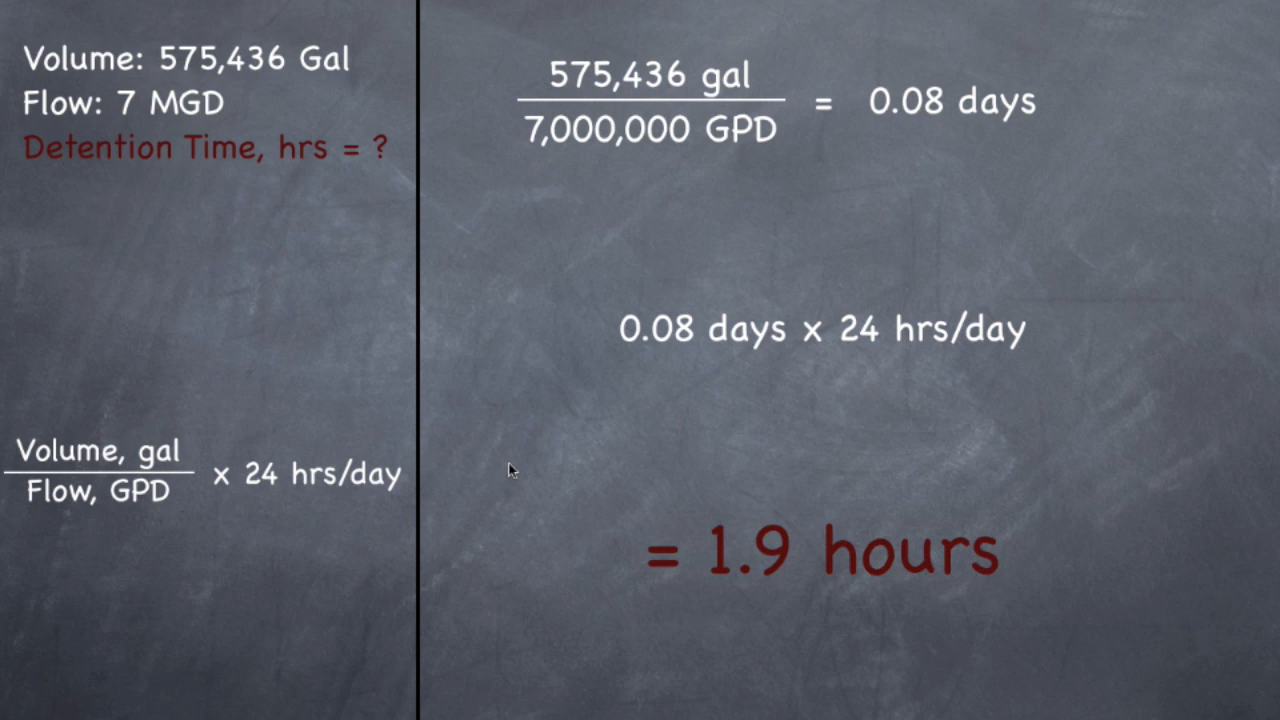 Volume: 575,436 Gal
Flow: 7 MGD
Detention Time, hrs = ?
Volume, gal
Flow, GPD
x 24 hrs/day
575,436 gal
7,000,000 GPD
= 0.08 days
0.08 days x 24 hrs/day
= 1.9 hours